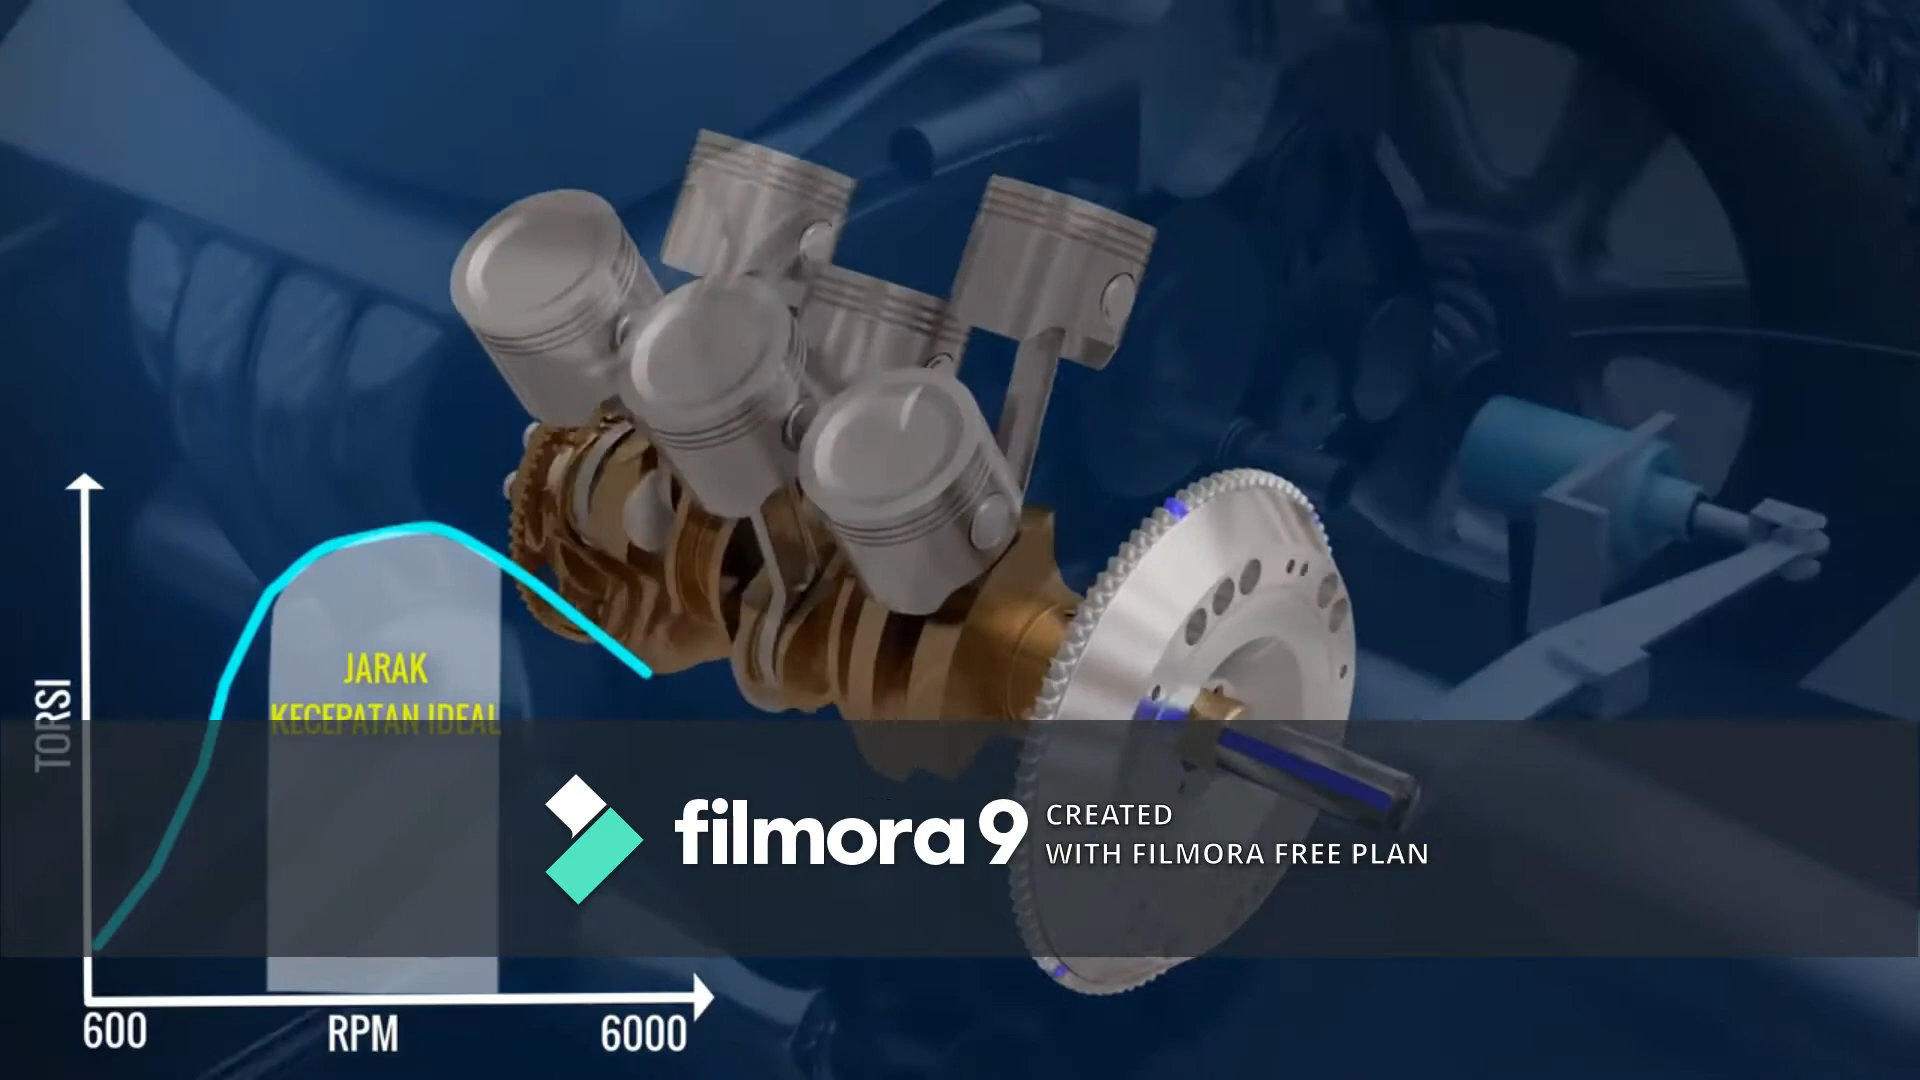 TORSI
JARAK
KECEPATAN IDEAL
filmora 9
CREATED
WITH FILMORA FREE PLAN
600
RPM
6000